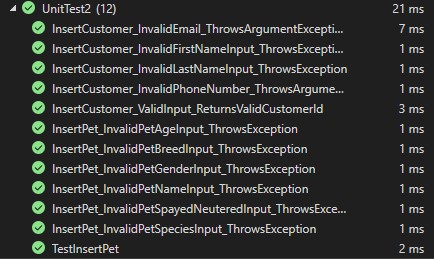 UnitTest2 (12) 21 ms
InsertCustomer_InvalidEmail_ThrowsArgumentExcepti... 7 ms
InsertCustomer_InvalidFirstNameInput_ThrowsExcepti... 1 ms
InsertCustomer_InvalidLastNameInput_ThrowsException 1 ms
InsertCustomer_InvalidPhoneNumber_ThrowsArgume... 1 ms
InsertCustomer_ValidInput_ReturnsValidCustomerId 3 ms
InsertPet_InvalidPetAgeInput_ThrowsException 1 ms
InsertPet_InvalidPetBreedInput_ThrowsException 1 ms
InsertPet_InvalidPetGenderInput_ThrowsException 1 ms
InsertPet_InvalidPetNameInput_ThrowsException 1 ms
InsertPet_InvalidPetSpayedNeuteredInput_ThrowsExce... 1 ms
InsertPet_InvalidPetSpeciesInput_ThrowsException 1 ms
TestInsertPet 2 ms